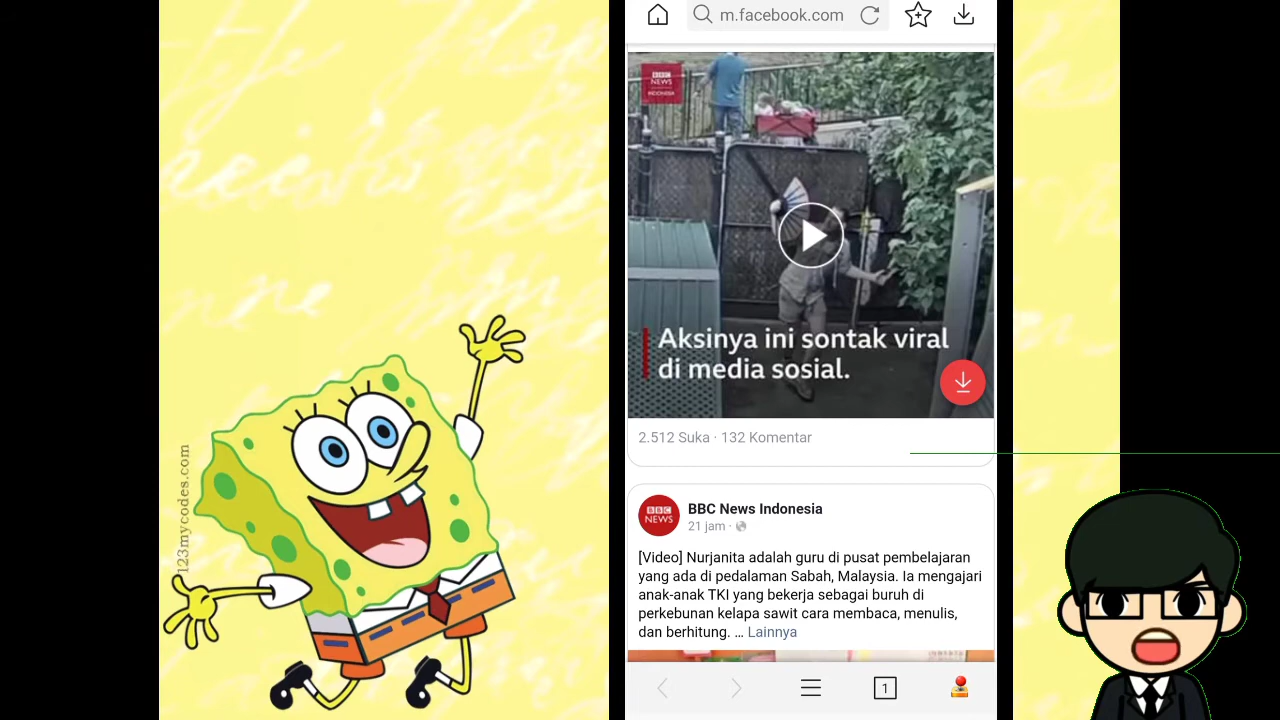 m.facebook.com
BBC
NEWS
INDONESIA
Aksinya ini sontak viral
di media sosial.
2.512 Suka · 132 Komentar
BBC
NEWS
BBC News Indonesia
21 jam ·
[Video] Nurjanita adalah guru di pusat pembelajaran
yang ada di pedalaman Sabah, Malaysia. Ia mengajari
anak-anak TKI yang bekerja sebagai buruh di
perkebunan kelapa sawit cara membaca, menulis,
dan berhitung. ... Lainnya
1
123mycodes.com